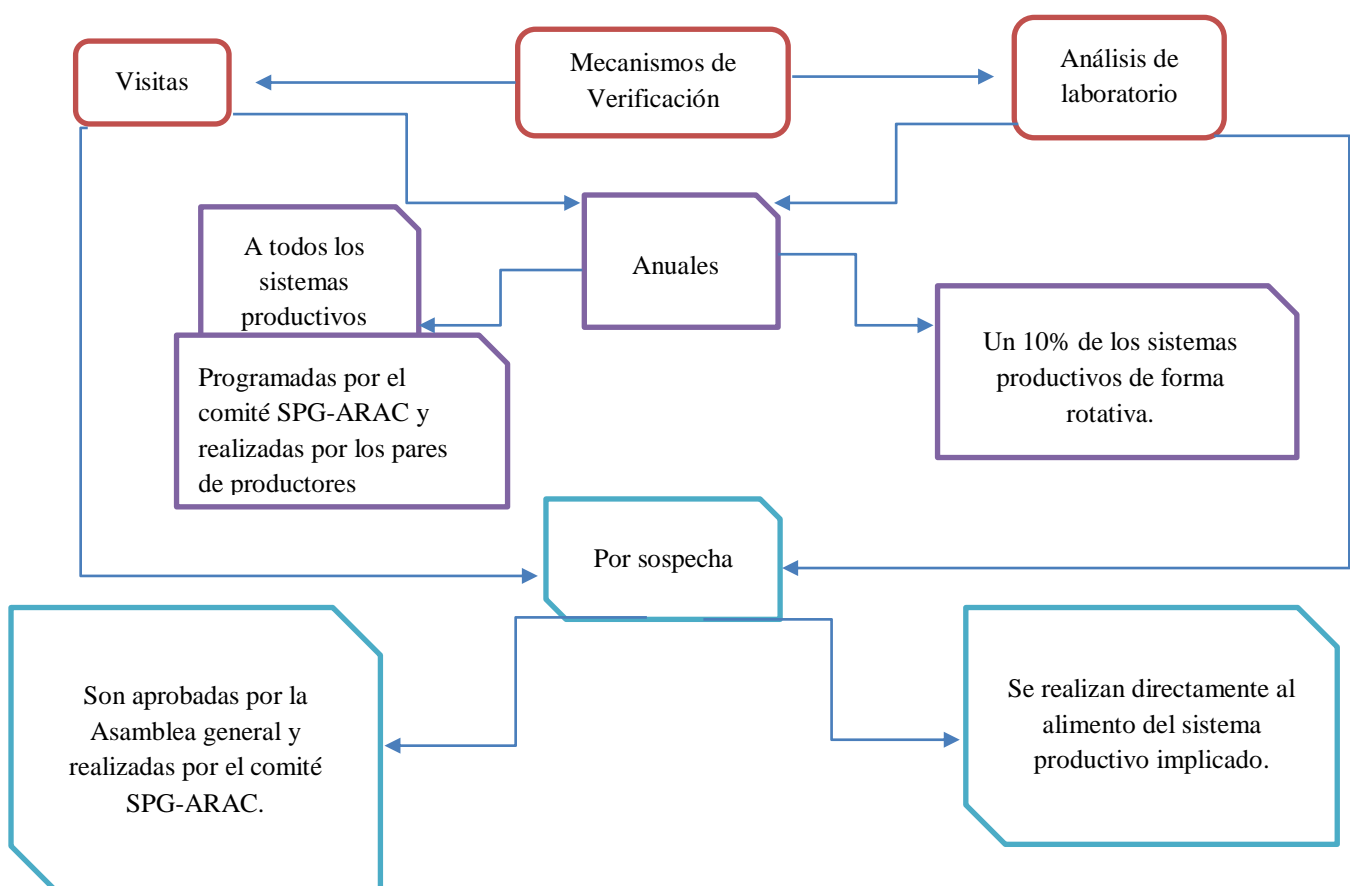 Visitas
Mecanismos de
Verificación
Análisis de
laboratorio
A todos los
sistemas
productivos
Anuales
Programadas por el
comité SPG-ARAC y
realizadas por los pares
de productores
Un 10% de los sistemas
productivos de forma
rotativa.
Por sospecha
Son aprobadas por la
Asamblea general y
realizadas por el comité
SPG-ARAC.
Se realizan directamente al
alimento del sistema
productivo implicado.